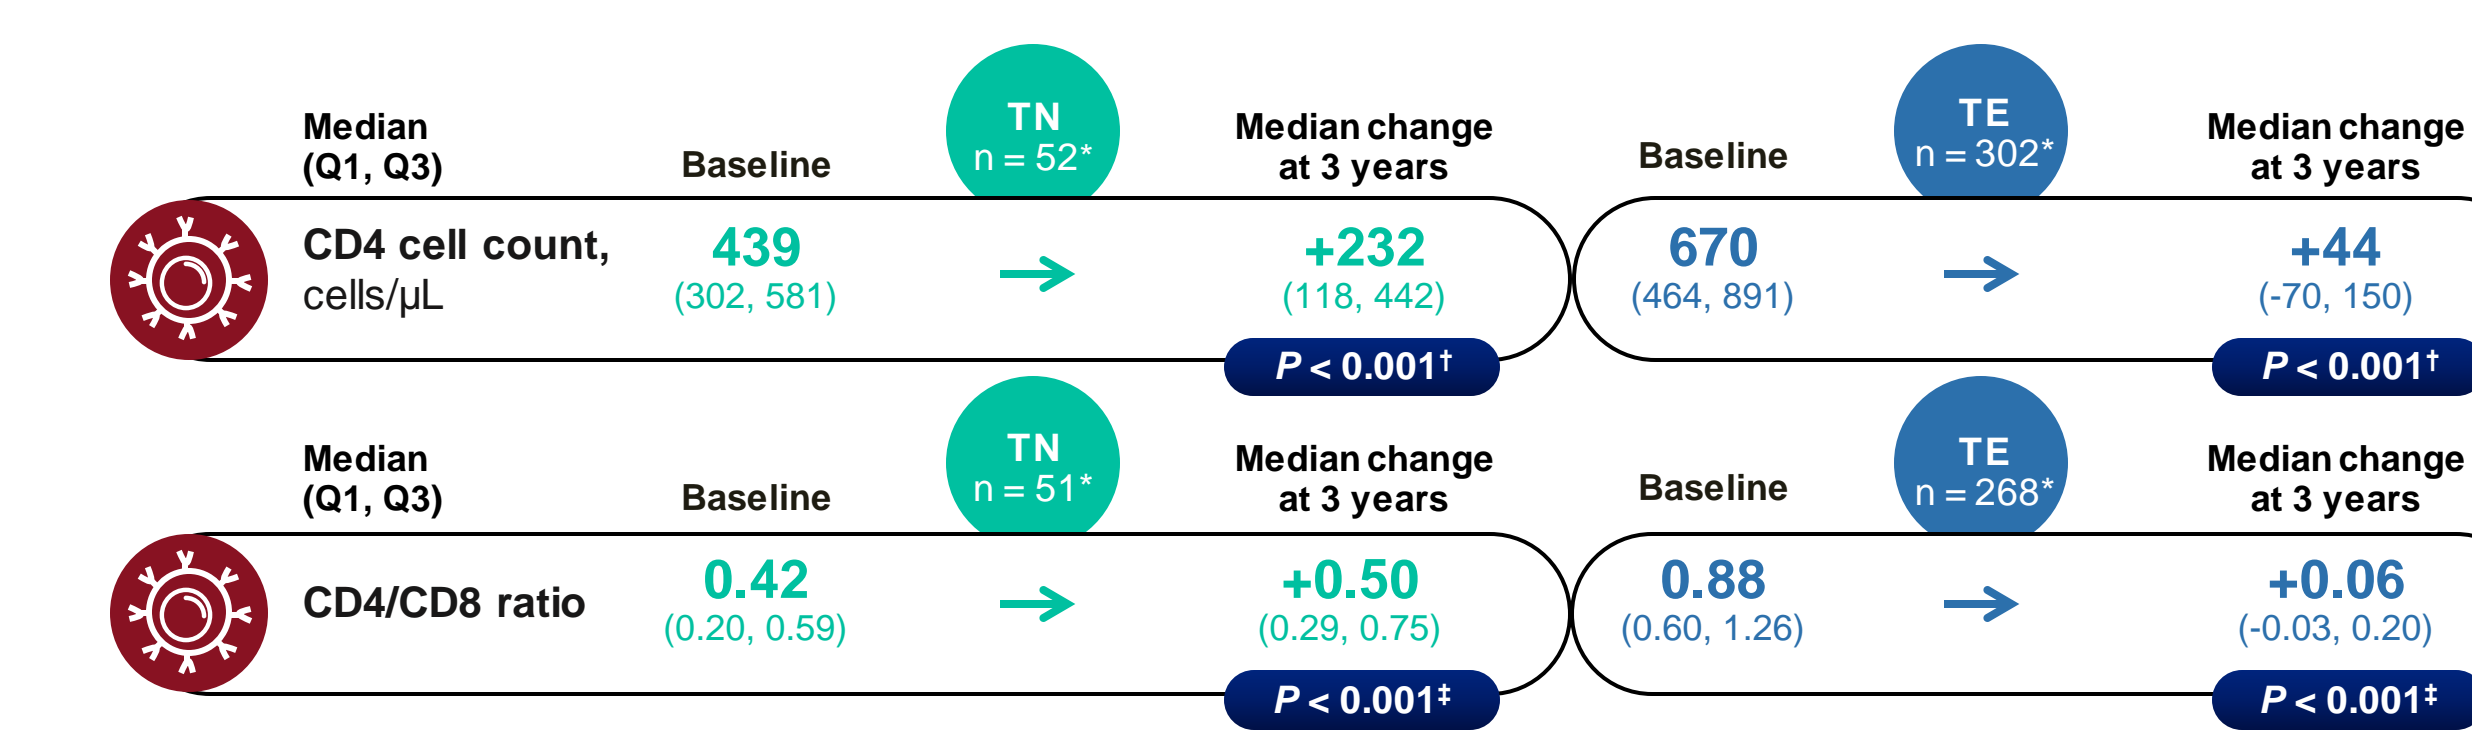 Median
(Q1, Q3)
Baseline
TN
n = 52*
Median change
at 3 years
Baseline
TE
n = 302*
Median change
at 3 years
CD4 cell count,
cells/µL
439
(302, 581)
+232
(118, 442)
P < 0.001†
670
(464, 891)
+44
(-70, 150)
P < 0.001†
Median
(Q1, Q3)
Baseline
TN
n = 51*
Median change
at 3 years
Baseline
TE
n = 268*
Median change
at 3 years
CD4/CD8 ratio
0.42
(0.20, 0.59)
+0.50
(0.29, 0.75)
P < 0.001‡
0.88
(0.60, 1.26)
+0.06
(-0.03, 0.20)
P < 0.001‡